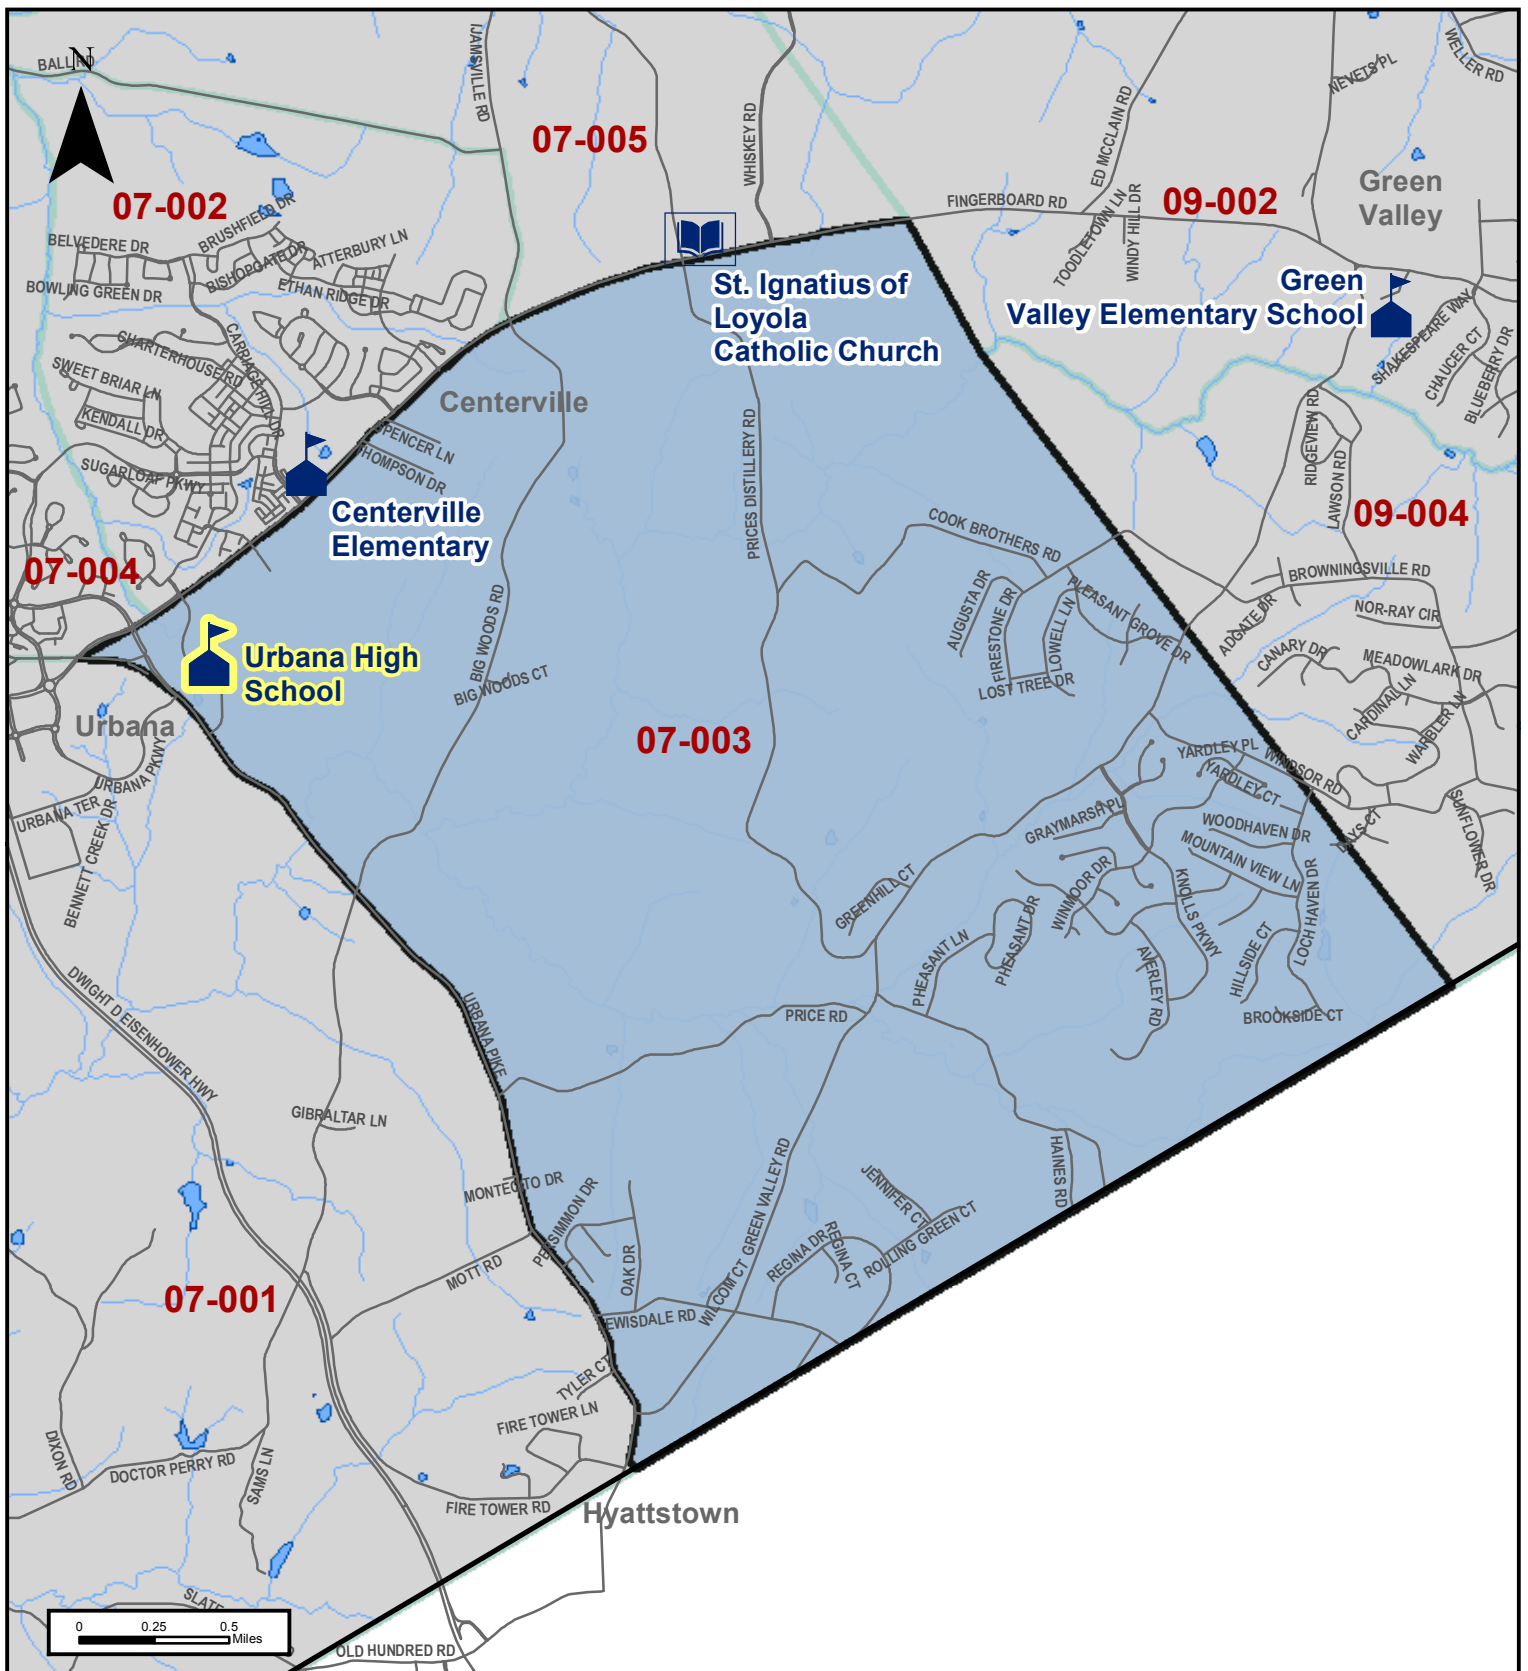 N
BALL RD
IJAMSVILLE RD
WHISKEY RD
ED MCCLAIN RD
NEVETS PL
WELLER RD
07-005
07-002
09-002
Green
Valley
FINGERBOARD RD
TOODLETOWN LN
WINDY HILL DR
BELVEDERE DR
BRUSHFIELD DR
BISHOPGATE DR
ATTERBURY LN
BOWLING GREEN DR
ETHAN RIDGE DR
St. Ignatius of
Loyola
Catholic Church
Green
Valley Elementary School
SHAKESPEARE WAY
CHAUCER CT
BLUEBERRY DR
CHARTERHOUSE RD
CARRIAGE HILL DR
SWEET BRIAR LN
KENDALL DR
SUGARLOAF PKWY
Centerville
SPENCER LN
THOMPSON DR
PRICES DISTILLERY RD
RIDGEVIEW RD
LAWSON RD
09-004
Centerville
Elementary
07-004
COOK BROTHERS RD
BROWNINGSVILLE RD
NOR-RAY CIR
AUGUSTA DR
FIRESTONE DR
LOWELL LN
PLEASANT GROVE DR
LOST TREE DR
ADGATE DR
CANARY DR
MEADOWLARK DR
CARDINAL LN
WARBLER LN
BIG WOODS RD
BIG WOODS CT
Urbana High
School
Urbana
07-003
URBANA PKWY
URBANA TER
BENNETT CREEK DR
YARDLEY PL
YARDLEY CT
WINDSOR RD
GRAYMARSH PL
WOODHAVEN DR
MOUNTAIN VIEW LN
SUNFLOWER DR
GREENHILL CT
WINMOOR DR
KNOLLS PKWY
LOCH HAVEN DR
PHEASANT LN
PHEASANT DR
AVERLEY RD
HILLSIDE CT
BROOKSIDE CT
DWIGHT D EISENHOWER HWY
URBANA PIKE
PRICE RD
GIBRALTAR LN
MONTECITO DR
PERSIMMON DR
OAK DR
MOTT RD
WILCOM CT
GREEN VALLEY RD
HAINES RD
JENNIFER CT
REGINA DR
REGINA CT
ROLLING GREEN CT
LEWISDALE RD
07-001
TYLER CT
FIRE TOWER LN
DIXON RD
DOCTOR PERRY RD
SAMS LN
FIRE TOWER RD
Hyattstown
OLD HUNDRED RD
0 0.25 0.5
Miles